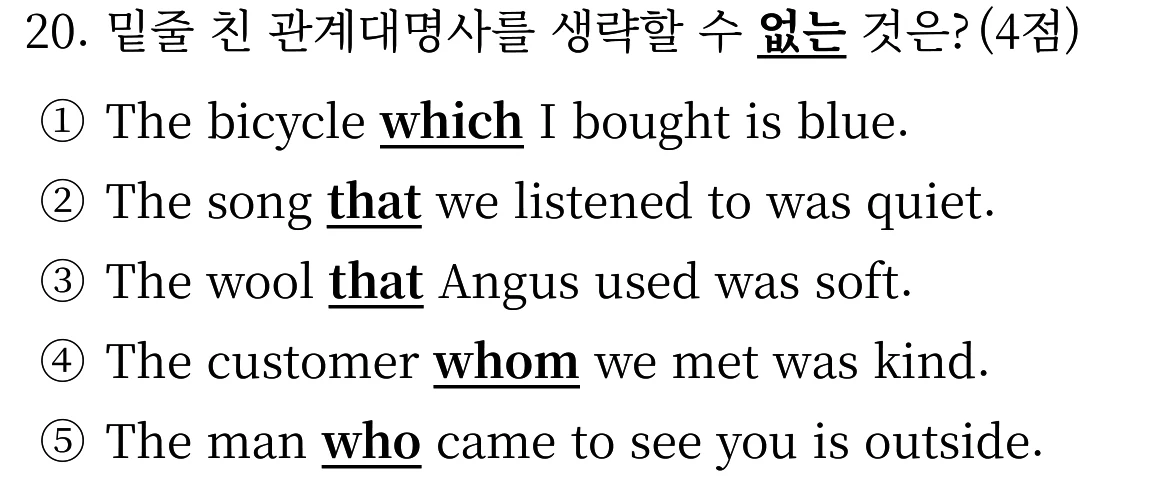 20. 밑줄 친 관계대명사를 생략할 수 없는 것은?(4점)
① The bicycle which I bought is blue.
② The song that we listened to was quiet.
③ The wool that Angus used was soft.
④ The customer whom we met was kind.
⑤ The man who came to see you is outside.